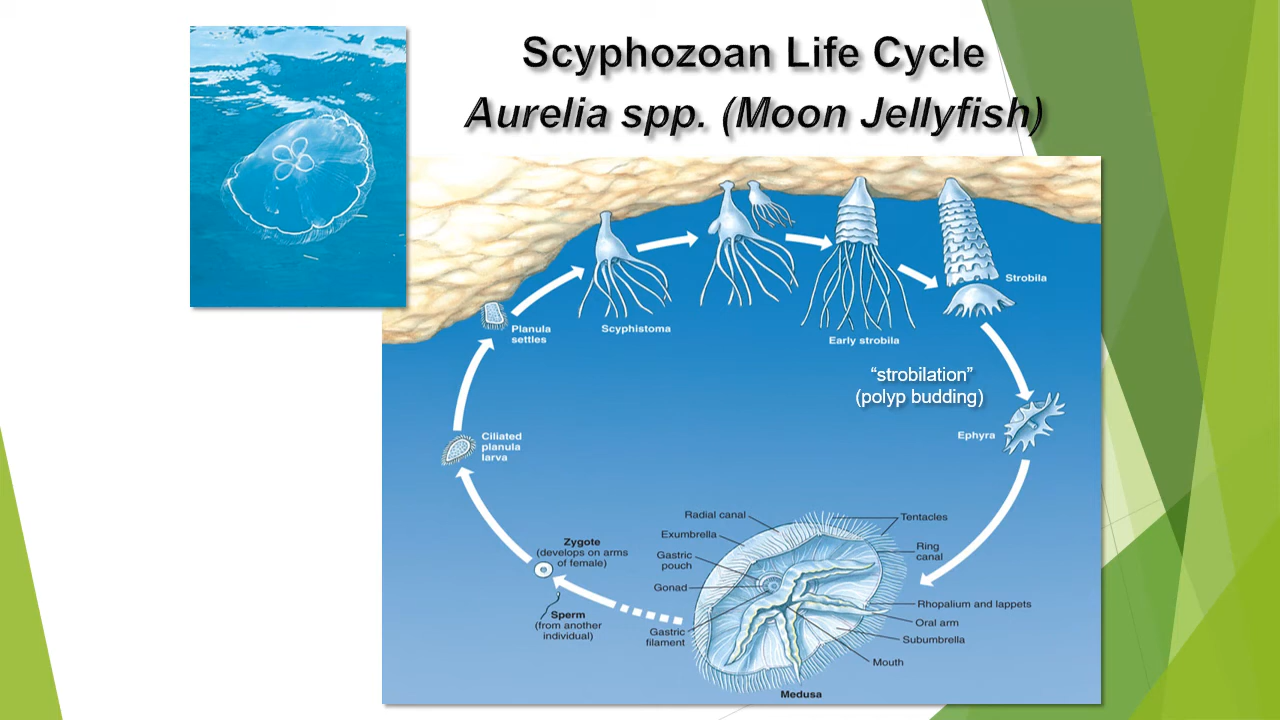 Scyphozoan Life Cycle
Aurelia spp. (Moon Jellyfish)
Strobila
Planula
settles
Scyphistoma
Early strobila
“strobilation”
(polyp budding)
Ephyra
Ciliated
planula
larva
Radial canal
Tentacles
Exumbrella
Ring
canal
Gastric
pouch
Gonad
Zygote
(develops on arms
of female)
Rhopalium and lappets
Oral arm
Sperm
(from another
individual)
Gastric
filament
Subumbrella
Mouth
Medusa